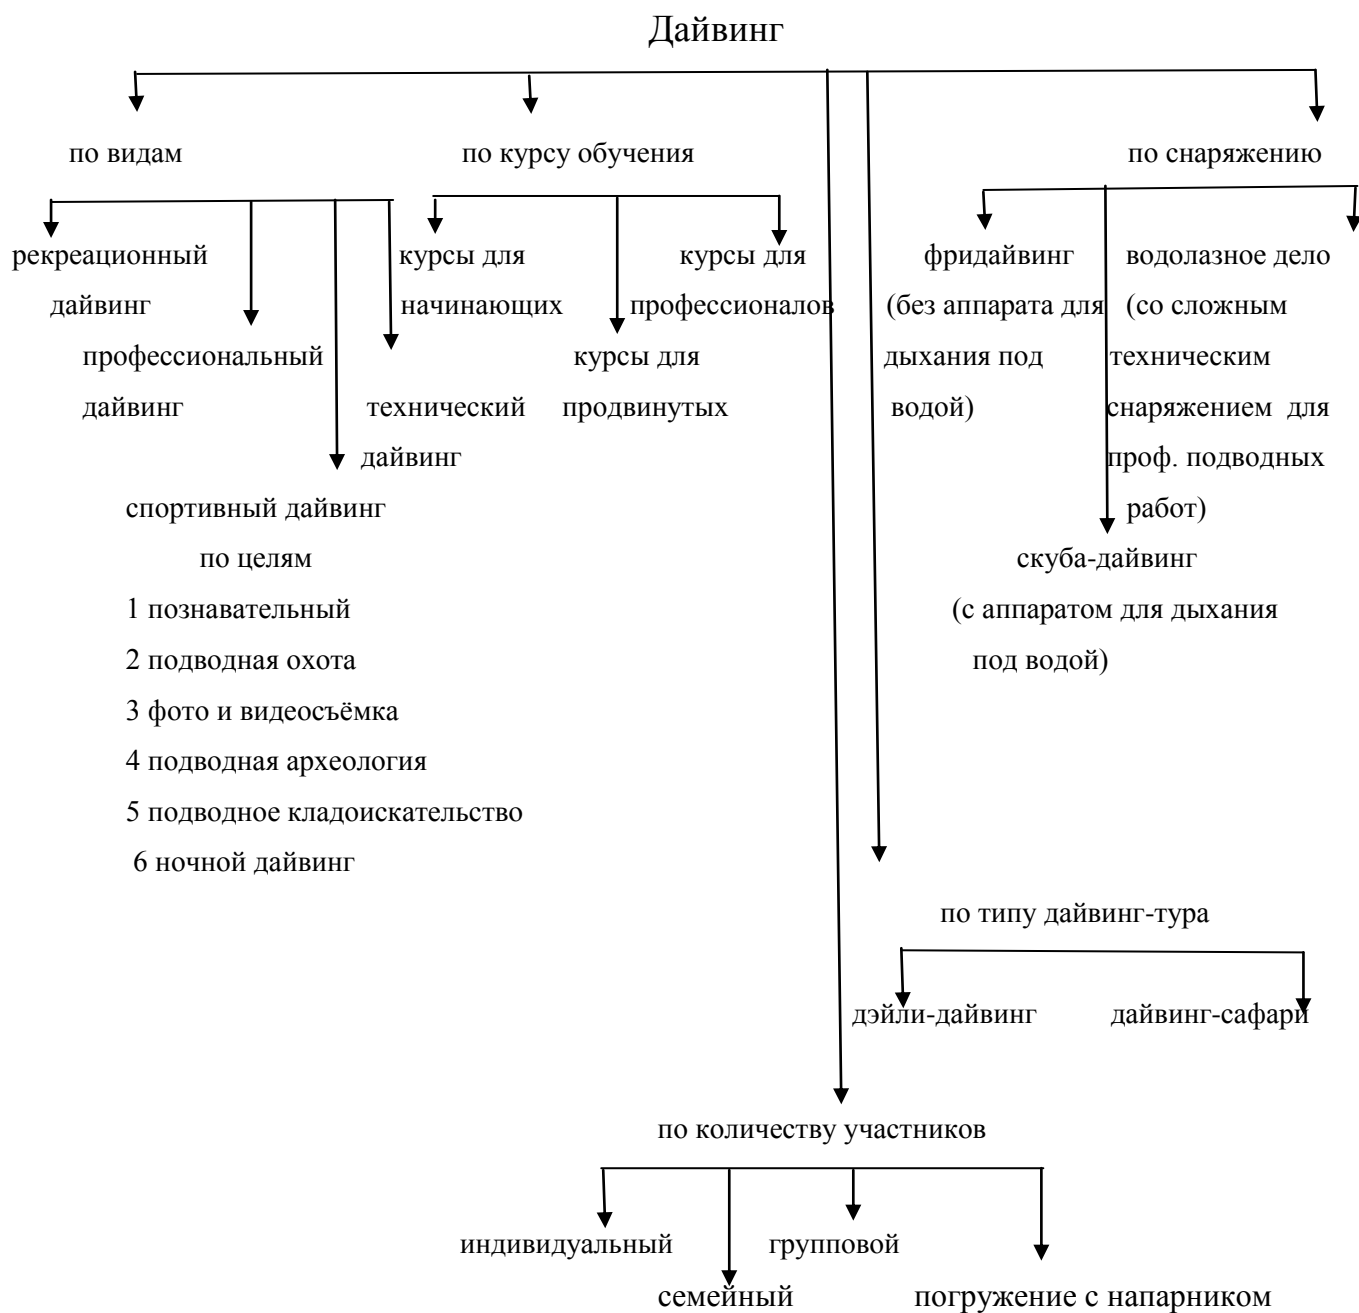 Дайвинг
по видам
по курсу обучения
по снаряжению
рекреационный
дайвинг
профессиональный
дайвинг
технический
дайвинг
спортивный дайвинг
курсы для
начинающих
курсы для
продвинутых
курсы для
профессионалов
фридайвинг
(без аппарата для
дыхания под
водой)
водолазное дело
(со сложным
техническим
снаряжением для
проф. подводных
работ)
скуба-дайвинг
(с аппаратом для дыхания
под водой)
по целям
1 познавательный
2 подводная охота
3 фото и видеосъёмка
4 подводная археология
5 подводное кладоискательство
6 ночной дайвинг
по типу дайвинг-тура
дэйли-дайвинг
дайвинг-сафари
по количеству участников
индивидуальный
групповой
семейный
погружение с напарником